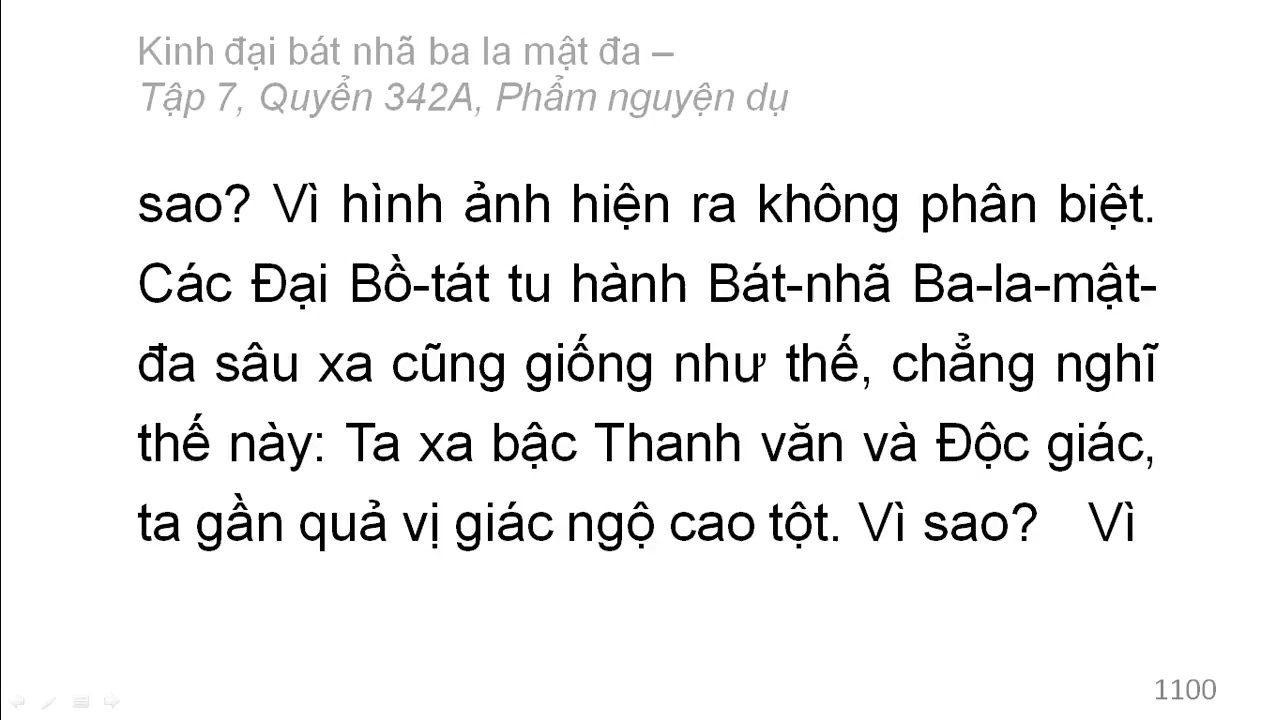 Kinh đại bát nhã ba la mật đa –
Tập 7, Quyển 342A, Phẩm nguyện dụ
sao? Vì hình ảnh hiện ra không phân biệt.
Các Đại Bồ-tát tu hành Bát-nhã Ba-la-mật-
đa sâu xa cũng giống như thế, chẳng nghĩ
thế này: Ta xa bậc Thanh văn và Độc giác,
ta gần quả vị giác ngộ cao tột. Vì sao? Vì
1100